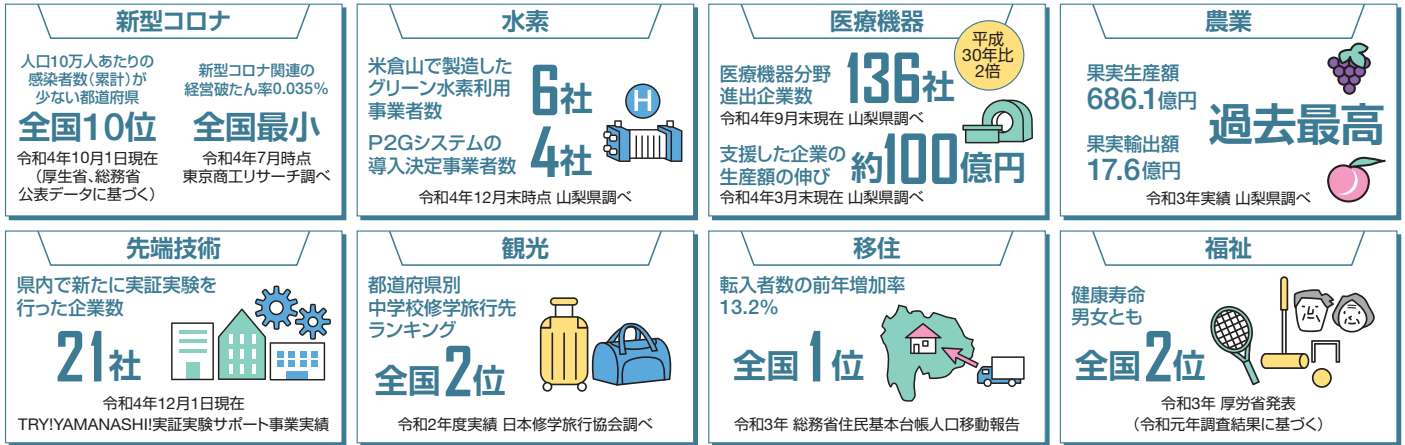 新型コロナ
人口10万人あたりの
感染者数(累計)が
少ない都道府県
全国10位
令和4年10月1日現在
(厚生省、総務省
公表データに基づく)
新型コロナ関連の
経営破たん率0.035%
全国最小
令和4年7月時点
東京商工リサーチ調べ
水素
米倉山で製造した
グリーン水素利用
事業者数
6社
P2Gシステムの
導入決定事業者数
4社
H
令和4年12月末時点 山梨県調べ
医療機器
平成
30年比
2倍
医療機器分野
進出企業数
136社
令和4年9月末現在 山梨県調べ
支援した企業の
生産額の伸び
約100億円
令和4年3月末現在 山梨県調べ
農業
果実生産額
686.1億円
果実輸出額
17.6億円
過去最高
令和3年実績 山梨県調べ
先端技術
県内で新たに実証実験を
行った企業数
21社
令和4年12月1日現在
TRY!YAMANASHI!実証実験サポート事業実績
観光
都道府県別
中学校修学旅行先
ランキング
全国2位
令和2年度実績 日本修学旅行協会調べ
移住
転入者数の前年増加率
13.2%
全国1位
令和3年 総務省住民基本台帳人口移動報告
福祉
健康寿命
男女とも
全国2位
令和3年 厚労省発表
(令和元年調査結果に基づく)